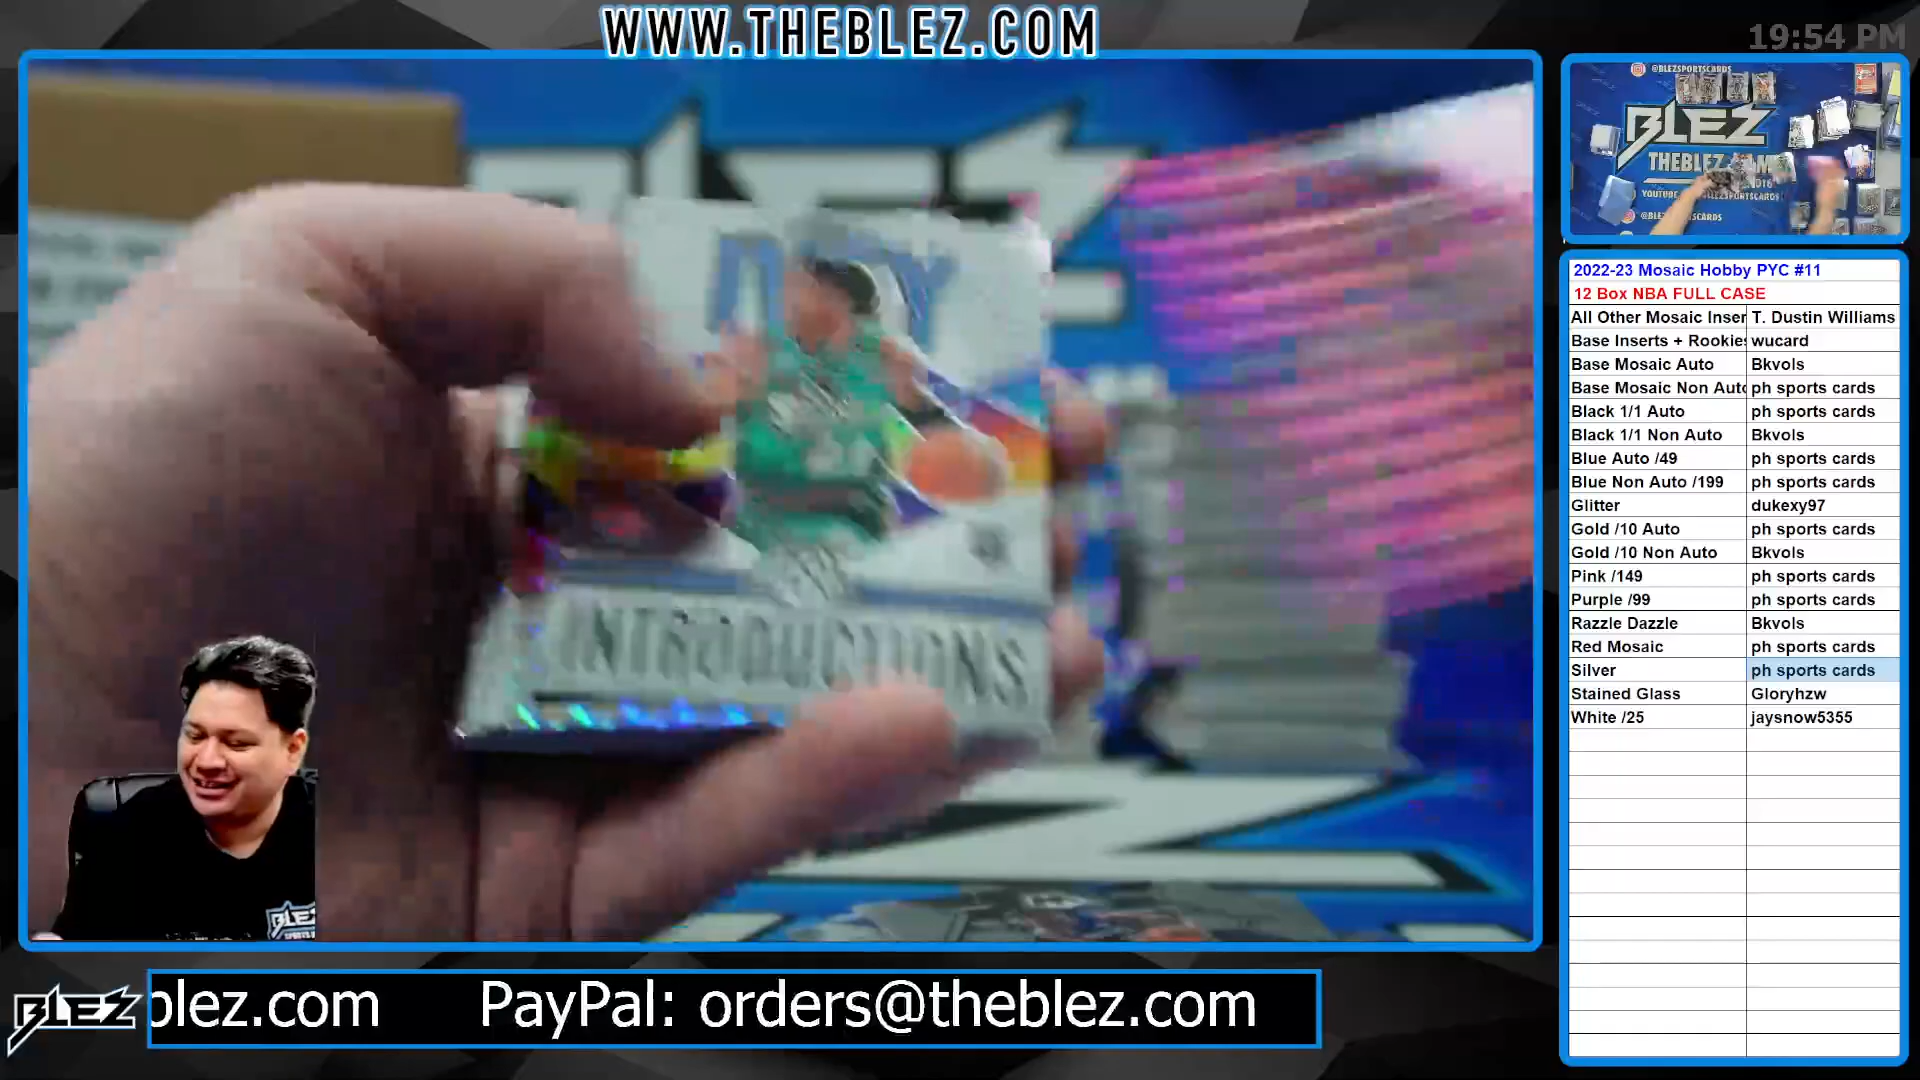 WWW.THEBLEZ.COM
19:54 PM
INTRODUCTIONS
@BLEZSPORTSCARDS
BLEZ
THEBLEZ
YOUTUBE
2022-23 Mosaic Hobby PYC #11
12 Box NBA FULL CASE
All Other Mosaic Inser T. Dustin Williams
Base Inserts + Rookies wucard
Base Mosaic Auto Bkvols
Base Mosaic Non Auto ph sports cards
Black 1/1 Auto ph sports cards
Black 1/1 Non Auto Bkvols
Blue Auto /49 ph sports cards
Blue Non Auto /199 ph sports cards
Glitter dukexy97
Gold /10 Auto ph sports cards
Gold /10 Non Auto Bkvols
Pink /149 ph sports cards
Purple /99 ph sports cards
Razzle Dazzle Bkvols
Red Mosaic ph sports cards
Silver ph sports cards
Stained Glass Gloryhzw
White /25 jaysnow5355
BLEZ
BLEZ
blez.com PayPal: orders@theblez.com